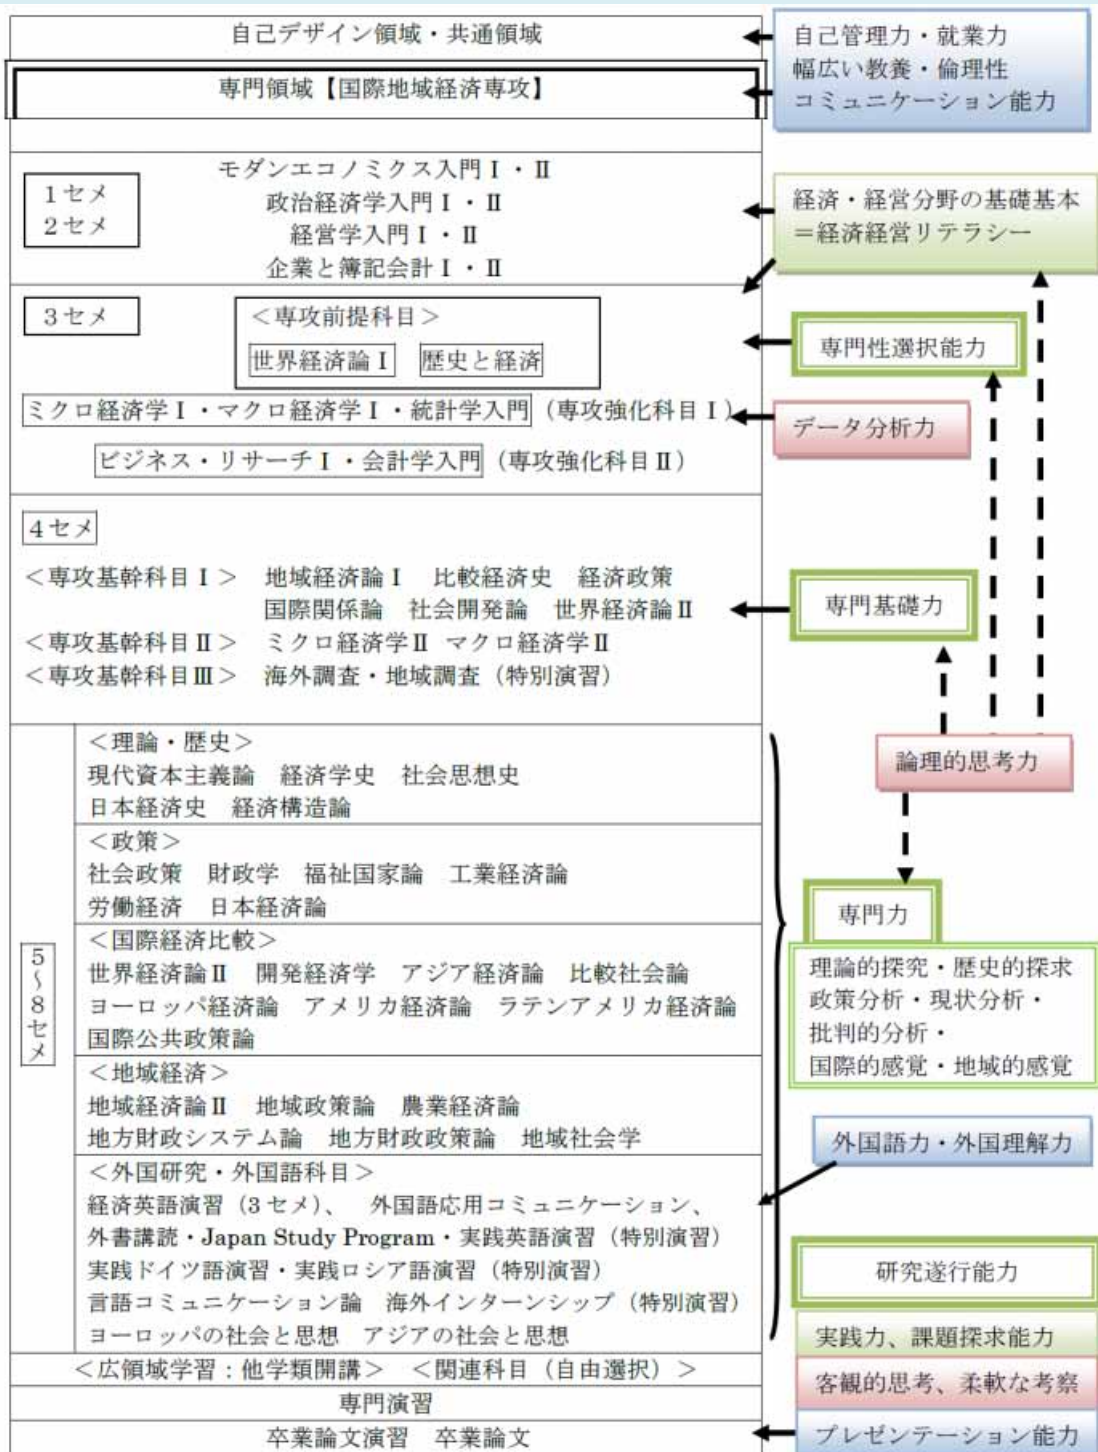 自己デザイン領域・共通領域
専門領域【国際地域経済専攻】
自己管理力・就業力
幅広い教養・倫理性
コミュニケーション能力
1セメ
2セメ
モダンエコノミクス入門Ⅰ・Ⅱ
政治経済学入門Ⅰ・Ⅱ
経営学入門Ⅰ・Ⅱ
企業と簿記会計Ⅰ・Ⅱ
経済・経営分野の基礎基本
＝経済経営リテラシー
3セメ
＜専攻前提科目＞
世界経済論Ⅰ 歴史と経済
専門性選択能力
ミクロ経済学Ⅰ・マクロ経済学Ⅰ・統計学入門（専攻強化科目Ⅰ）
データ分析力
ビジネス・リサーチⅠ・会計学入門（専攻強化科目Ⅱ）
4セメ
＜専攻基幹科目Ⅰ＞ 地域経済論Ⅰ 比較経済史 経済政策
国際関係論 社会開発論 世界経済論Ⅱ
＜専攻基幹科目Ⅱ＞ ミクロ経済学Ⅱ マクロ経済学Ⅱ
＜専攻基幹科目Ⅲ＞ 海外調査・地域調査（特別演習）
専門基礎力
論理的思考力
5～8セメ
＜理論・歴史＞
現代資本主義論 経済学史 社会思想史
日本経済史 経済構造論
＜政策＞
社会政策 財政学 福祉国家論 工業経済論
労働経済 日本経済論
＜国際経済比較＞
世界経済論Ⅱ 開発経済学 アジア経済論 比較社会論
ヨーロッパ経済論 アメリカ経済論 ラテンアメリカ経済論
国際公共政策論
＜地域経済＞
地域経済論Ⅱ 地域政策論 農業経済論
地方財政システム論 地方財政政策論 地域社会学
＜外国研究・外国語科目＞
経済英語演習（3セメ）、 外国語応用コミュニケーション、
外書講読・Japan Study Program・実践英語演習（特別演習）
実践ドイツ語演習・実践ロシア語演習（特別演習）
言語コミュニケーション論 海外インターンシップ（特別演習）
ヨーロッパの社会と思想 アジアの社会と思想
専門力
理論的探究・歴史的探求
政策分析・現状分析・
批判的分析・
国際的感覚・地域的感覚
外国語力・外国理解力
研究遂行能力
実践力、課題探求能力
客観的思考、柔軟な考察
プレゼンテーション能力
＜広領域学習：他学類開講＞ ＜関連科目（自由選択）＞
専門演習
卒業論文演習 卒業論文